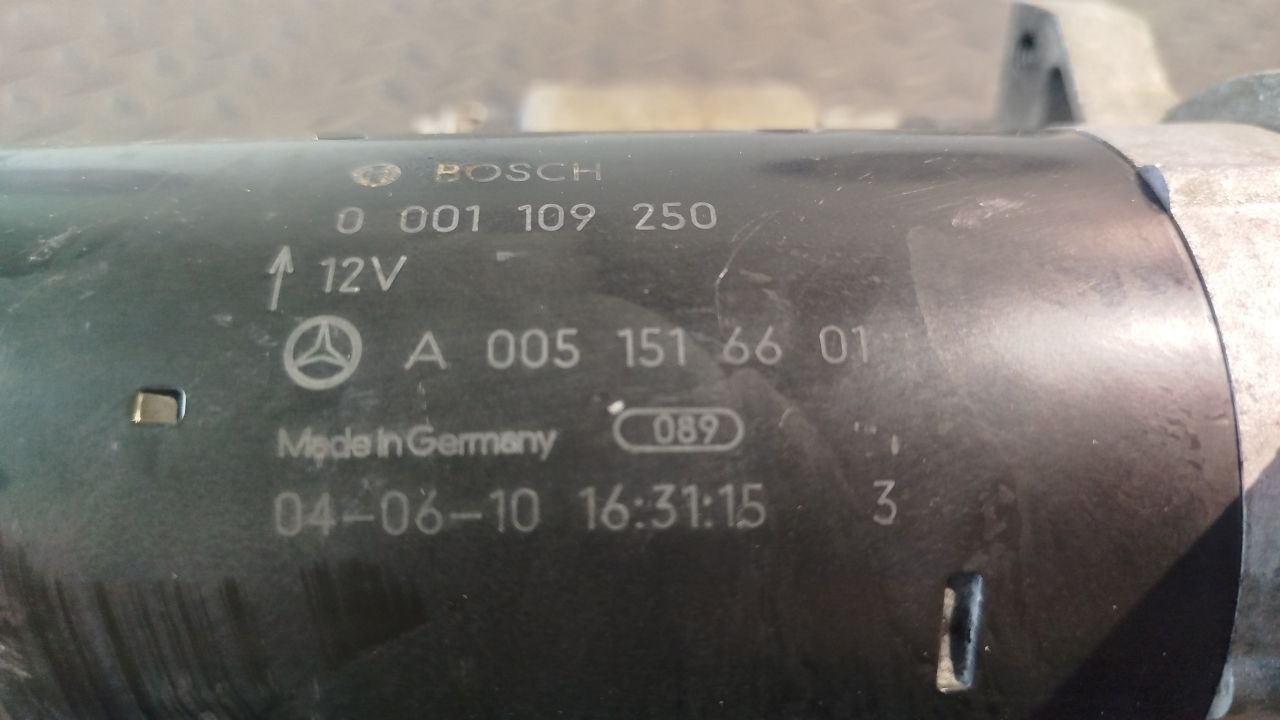 BOSCH
0 001 109 250
12V
A 005 151 66 01
Made in Germany 089
04-06-10 16:31:15 3